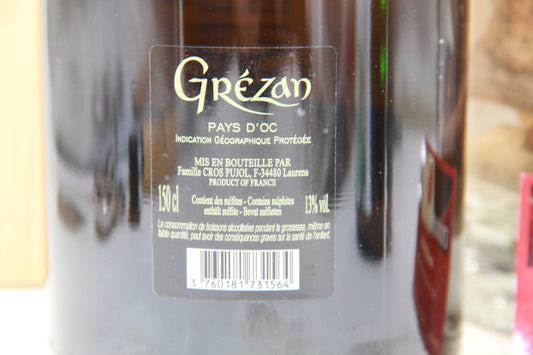 GRÉZAN
PAYS D'OC
INDICATION GÉOGRAPHIQUE PROTÉGÉE
MIS EN BOUTEILLE PAR
Famille CROS PUJOL, F-34480 Laurens
PRODUCT OF FRANCE
150 cl
Contient des sulfites - Contains sulphites
enthält sulfite - Bevat sulfieten
13% vol.
La consommation de boissons alcoolisées pendant la grossesse, même en
faible quantité, peut avoir des conséquences graves sur la santé de l'enfant.
3 760181 731564